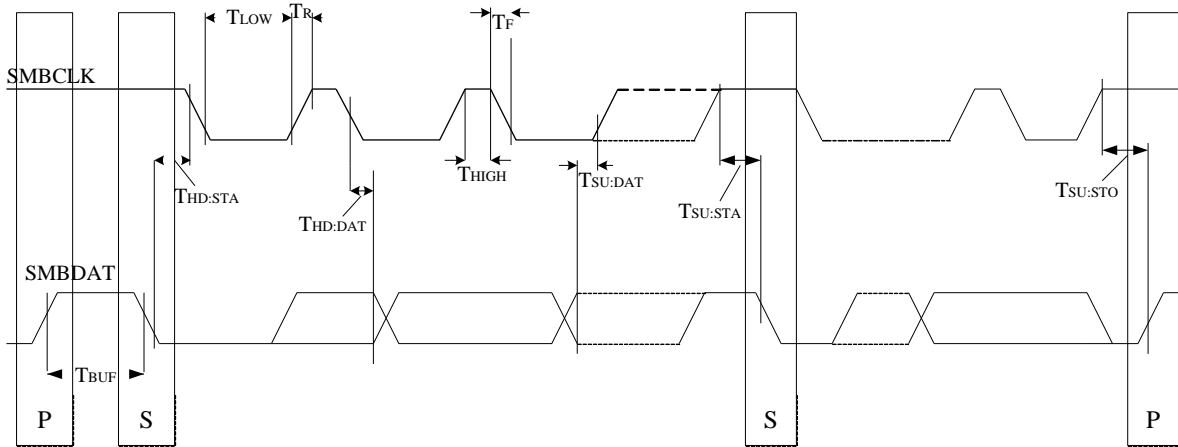 TLOW
TR
TF
SMBCLK
THD:STA
THD:DAT
THIGH
TSU:DAT
TSU:STA
TSU:STO
SMBDAT
TBUF
P
S
S
P